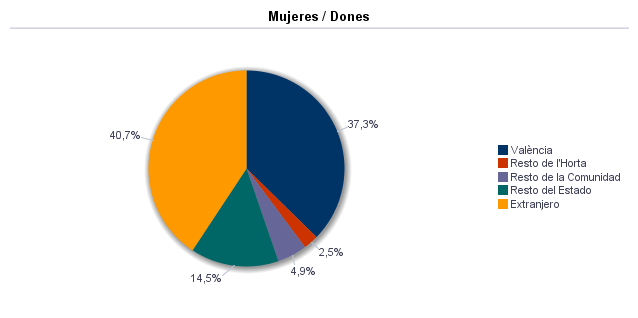 Mujeres / Dones
37,3%
40,7%
2,5%
4,9%
14,5%
València
Resto de l'Horta
Resto de la Comunidad
Resto del Estado
Extranjero